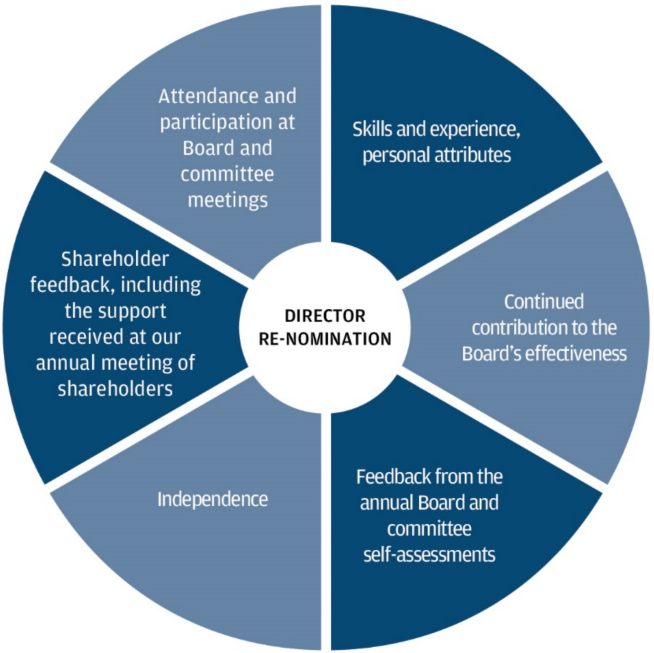 Attendance and
participation at
Board and
committee
meetings
Skills and experience,
personal attributes
Shareholder
feedback, including
the support
received at our
annual meeting of
shareholders
DIRECTOR
RE-NOMINATION
Continued
contribution to the
Board’s effectiveness
Independence
Feedback from the
annual Board and
committee
self-assessments